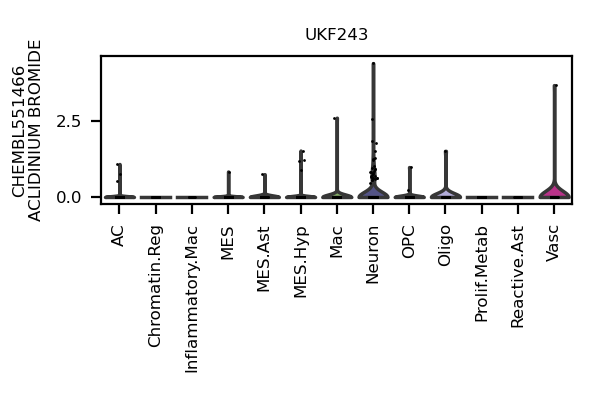 UKF243
CHEMBL551466
ACLIDINIUM BROMIDE
2.5
0.0
AC
Chromatin.Reg
Inflammatory.Mac
MES
MES.Ast
MES.Hyp
Mac
Neuron
OPC
Oligo
Prolif.Metab
Reactive.Ast
Vasc